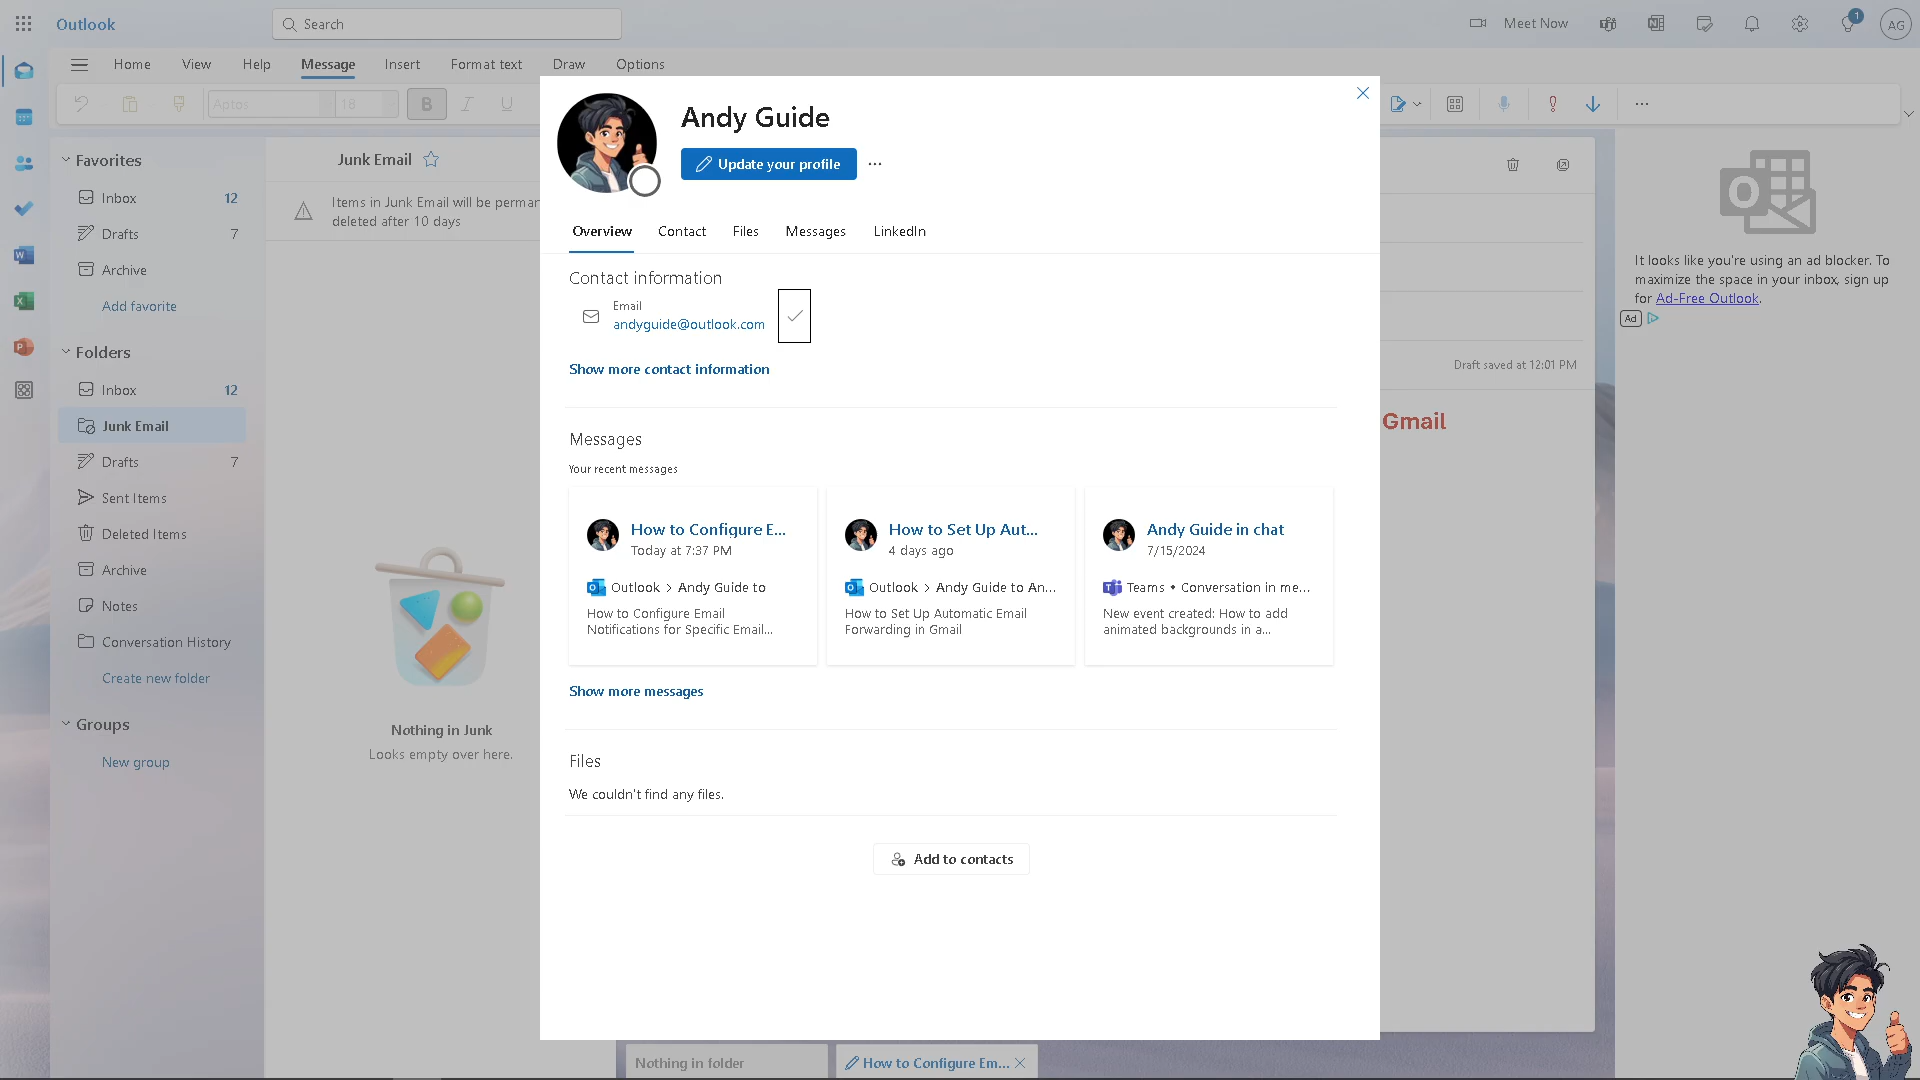 Outlook
Search
Meet Now
1
AG
Home
View
Help
Message
Insert
Format text
Draw
Options
Aptos
18
B
I
U
Favorites
Inbox
12
Drafts
7
Archive
Add favorite
Folders
Inbox
12
Junk Email
Drafts
7
Sent Items
Deleted Items
Archive
Notes
Conversation History
Create new folder
Groups
New group
Junk Email
Items in Junk Email will be perman
deleted after 10 days
Nothing in Junk
Looks empty over here.
Andy Guide
Update your profile
Overview
Contact
Files
Messages
LinkedIn
Contact information
Email
andyguide@outlook.com
Show more contact information
Messages
Your recent messages
How to Configure E...
Today at 7:37 PM
Outlook > Andy Guide to
How to Configure Email
Notifications for Specific Email...
How to Set Up Aut...
4 days ago
Outlook > Andy Guide to An...
How to Set Up Automatic Email
Forwarding in Gmail
Andy Guide in chat
7/15/2024
Teams • Conversation in me...
New event created: How to add
animated backgrounds in a...
Show more messages
Files
We couldn't find any files.
Add to contacts
Draft saved at 12:01 PM
Gmail
It looks like you're using an ad blocker. To
maximize the space in your inbox, sign up
for Ad-Free Outlook.
Ad
Nothing in folder
How to Configure Em...